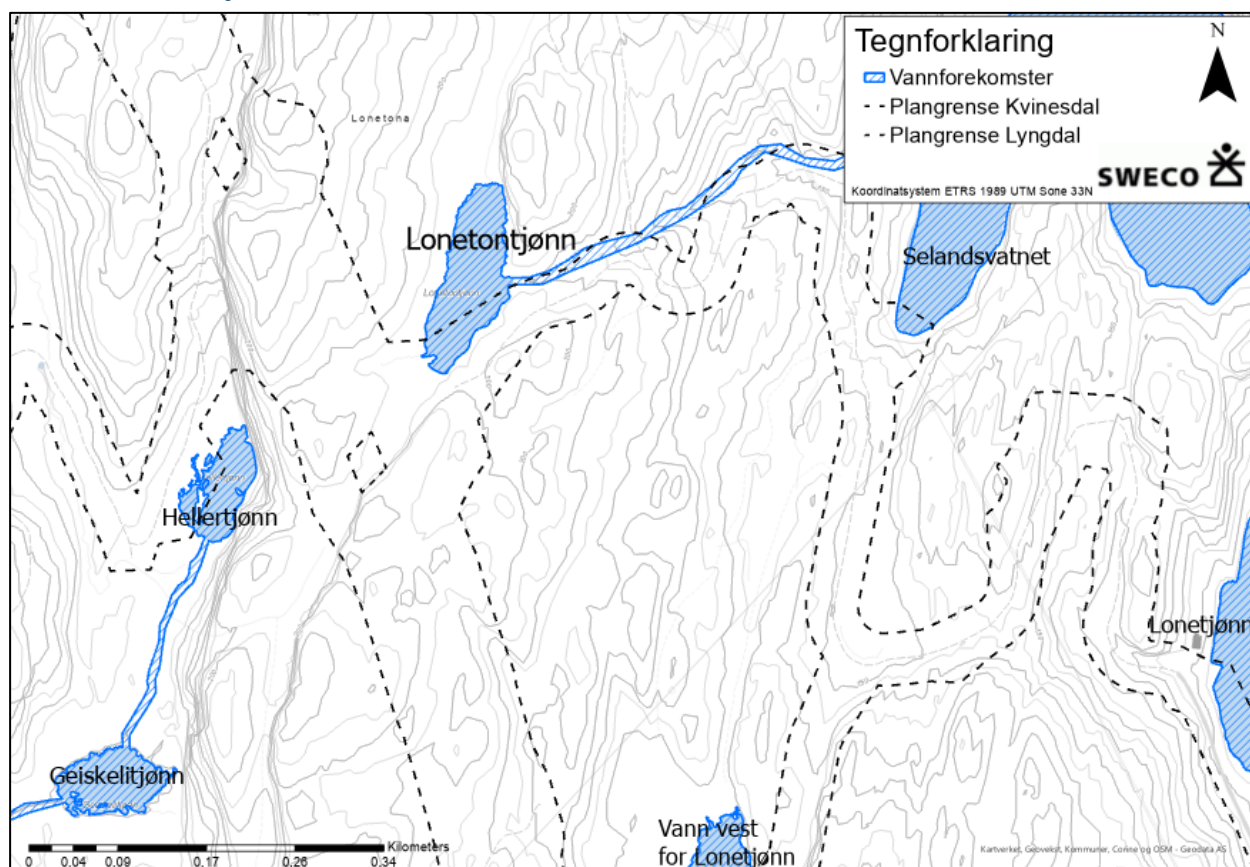 Tegnforklaring
Vannforekomster
Plangrense Kvinesdal
Plangrense Lyngdal
N
SWECO
Koordinatsystem ETRS 1989 UTM Sone 33N
Lonetona
Lonetontjønn
Selandsvatnet
Hellertjønn
Lonetjønn
Geiskelitjønn
Vann vest
for Lonetjønn
Kilometers
0 0.04 0.09 0.17 0.26 0.34
Kartverket, Geovekst, Kommuner, Corine og OSM - Geodata AS